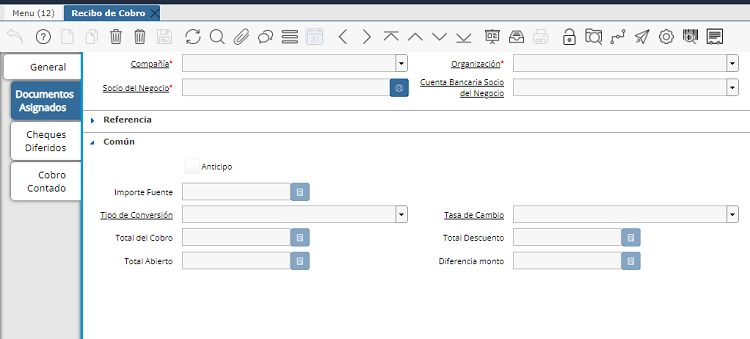 Menu (12) Recibo de Cobro
General
Documentos
Asignados
Cheques
Diferidos
Cobro
Contado
Compañía* Organización*
Socio del Negocio* Cuenta Bancaria Socio
del Negocio
Referencia
Común
Anticipo
Importe Fuente
Tipo de Conversión Tasa de Cambio
Total del Cobro Total Descuento
Total Abierto Diferencia monto